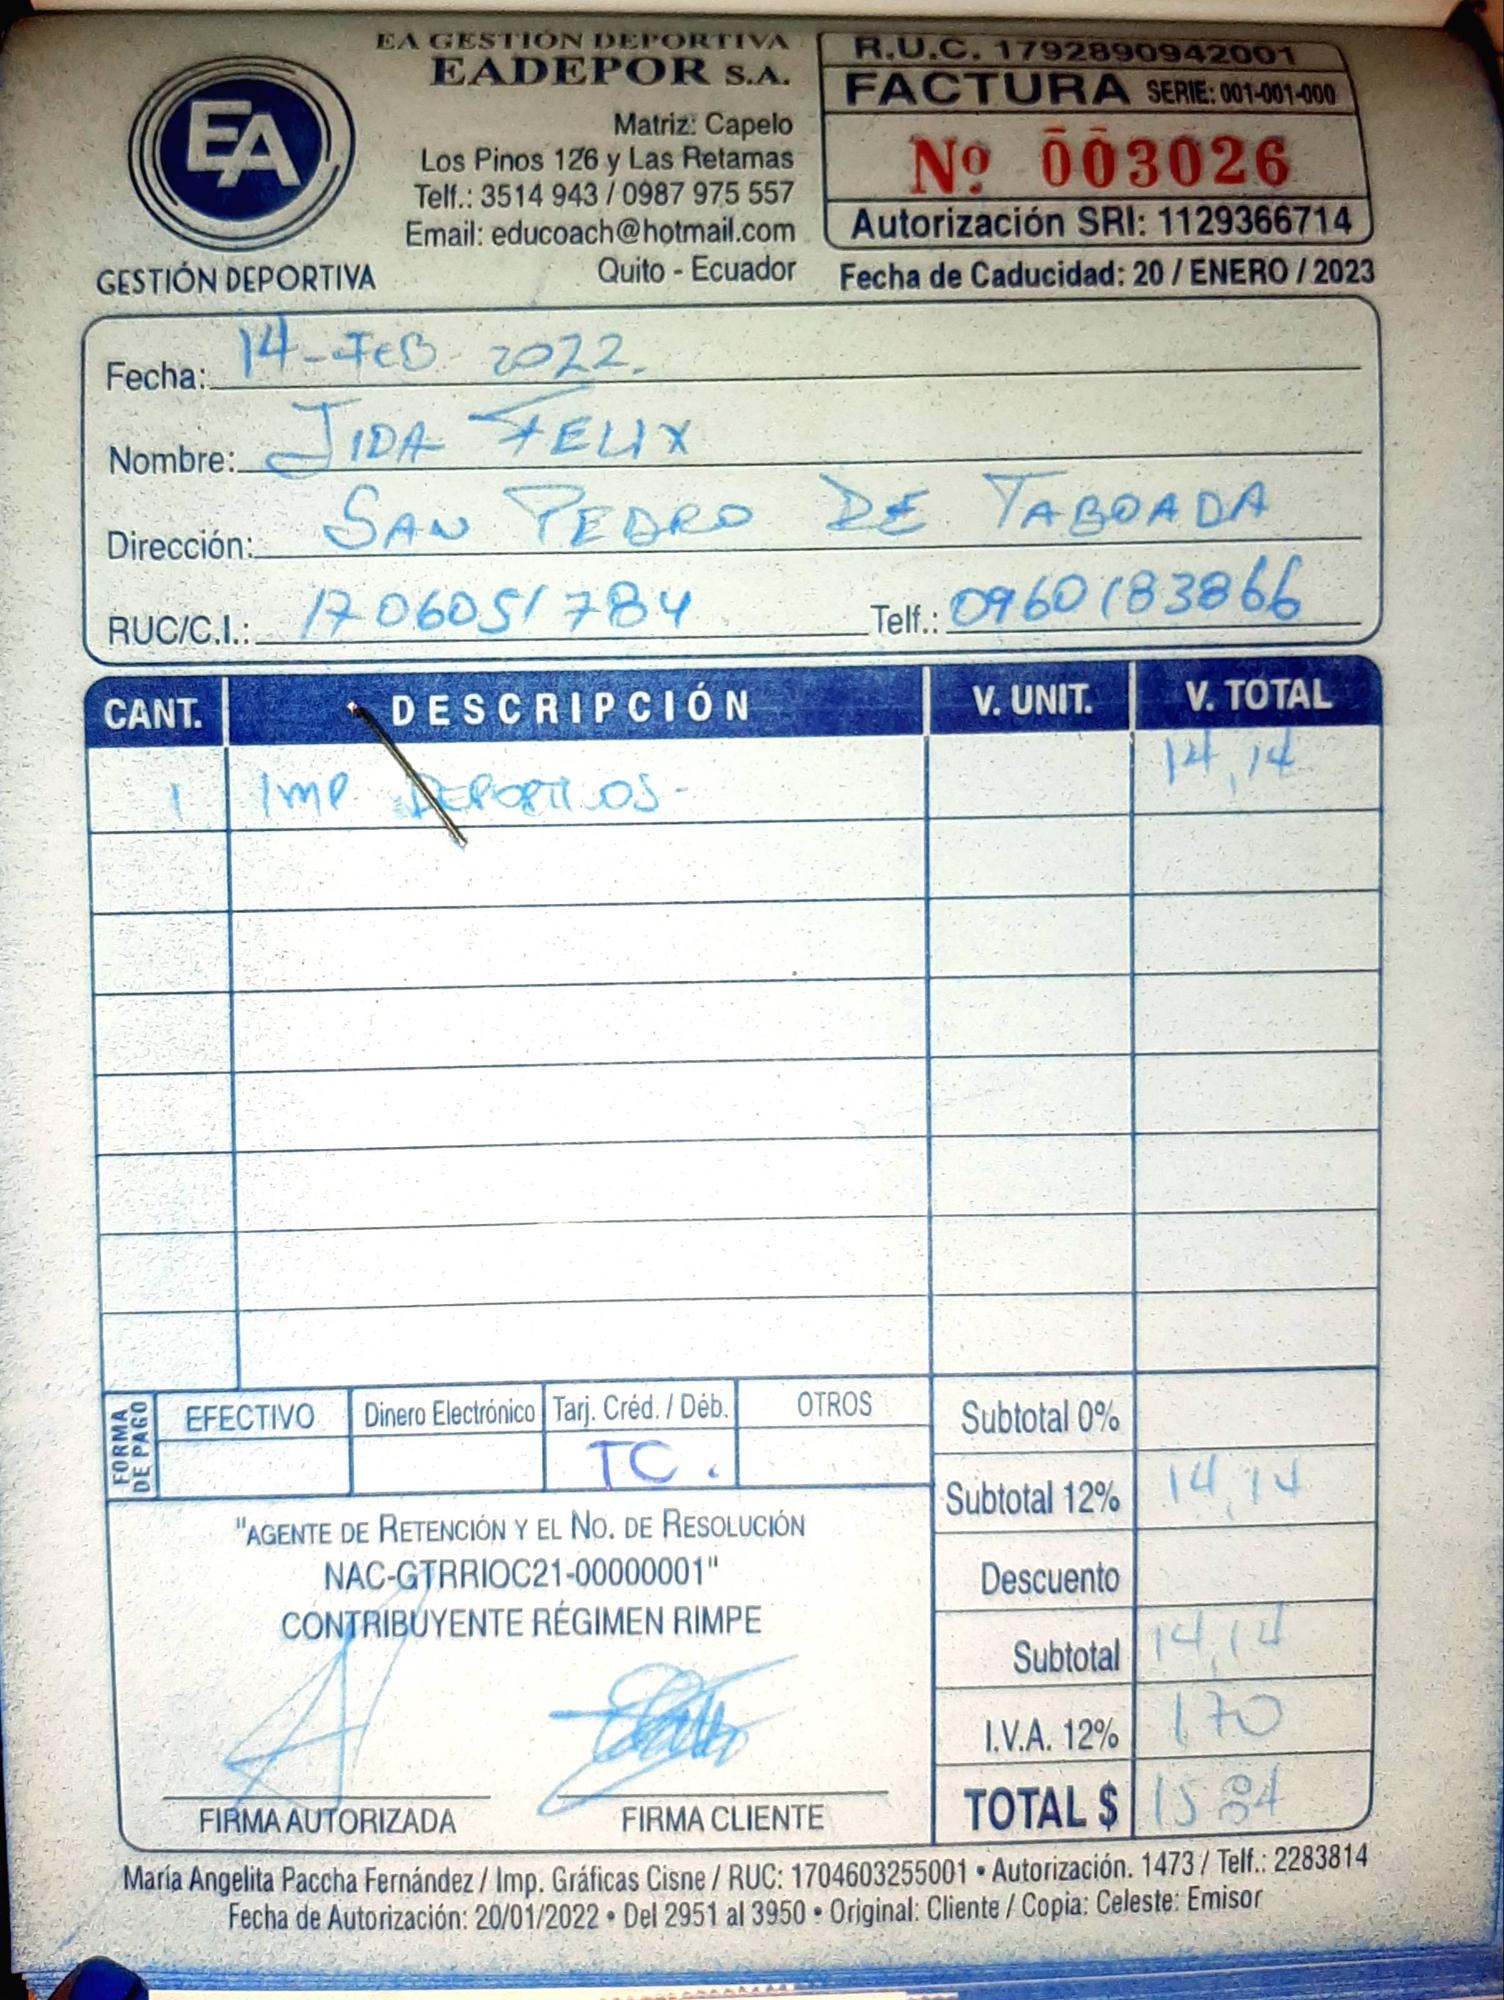 EA GESTIÓN DEPORTIVA
EADEPOR S.A.
EA
GESTIÓN DEPORTIVA
Matriz: Capelo
Los Pinos 126 y Las Retamas
Telf.: 3514 943 / 0987 975 557
Email: educoach@hotmail.com
Quito - Ecuador
R.U.C. 1792890942001
FACTURA SERIE: 001-001-000
Nº 003026
Autorización SRI: 1129366714
Fecha de Caducidad: 20 / ENERO / 2023
Fecha: 14-FEB 2022.
Nombre: JIDA FELIX
Dirección: SAN PEDRO DE TABOADA
RUC/C.I.: 1706051784 Telf.: 0960183866
CANT. DESCRIPCIÓN V. UNIT. V. TOTAL
1 IMP DEPORTIVOS- 14,14
FORMA DE PAGO
EFECTIVO Dinero Electrónico Tarj. Créd. / Déb. OTROS
TC.
Subtotal 0%
Subtotal 12% 14,14
Descuento
Subtotal 14,14
I.V.A. 12% 1,70
TOTAL $ 15,84
"AGENTE DE RETENCIÓN Y EL NO. DE RESOLUCIÓN
NAC-GTRRIOC21-00000001"
CONTRIBUYENTE RÉGIMEN RIMPE
FIRMA AUTORIZADA FIRMA CLIENTE
María Angelita Paccha Fernández / Imp. Gráficas Cisne / RUC: 1704603255001 • Autorización. 1473 / Telf.: 2283814
Fecha de Autorización: 20/01/2022 • Del 2951 al 3950 • Original: Cliente / Copia: Celeste: Emisor